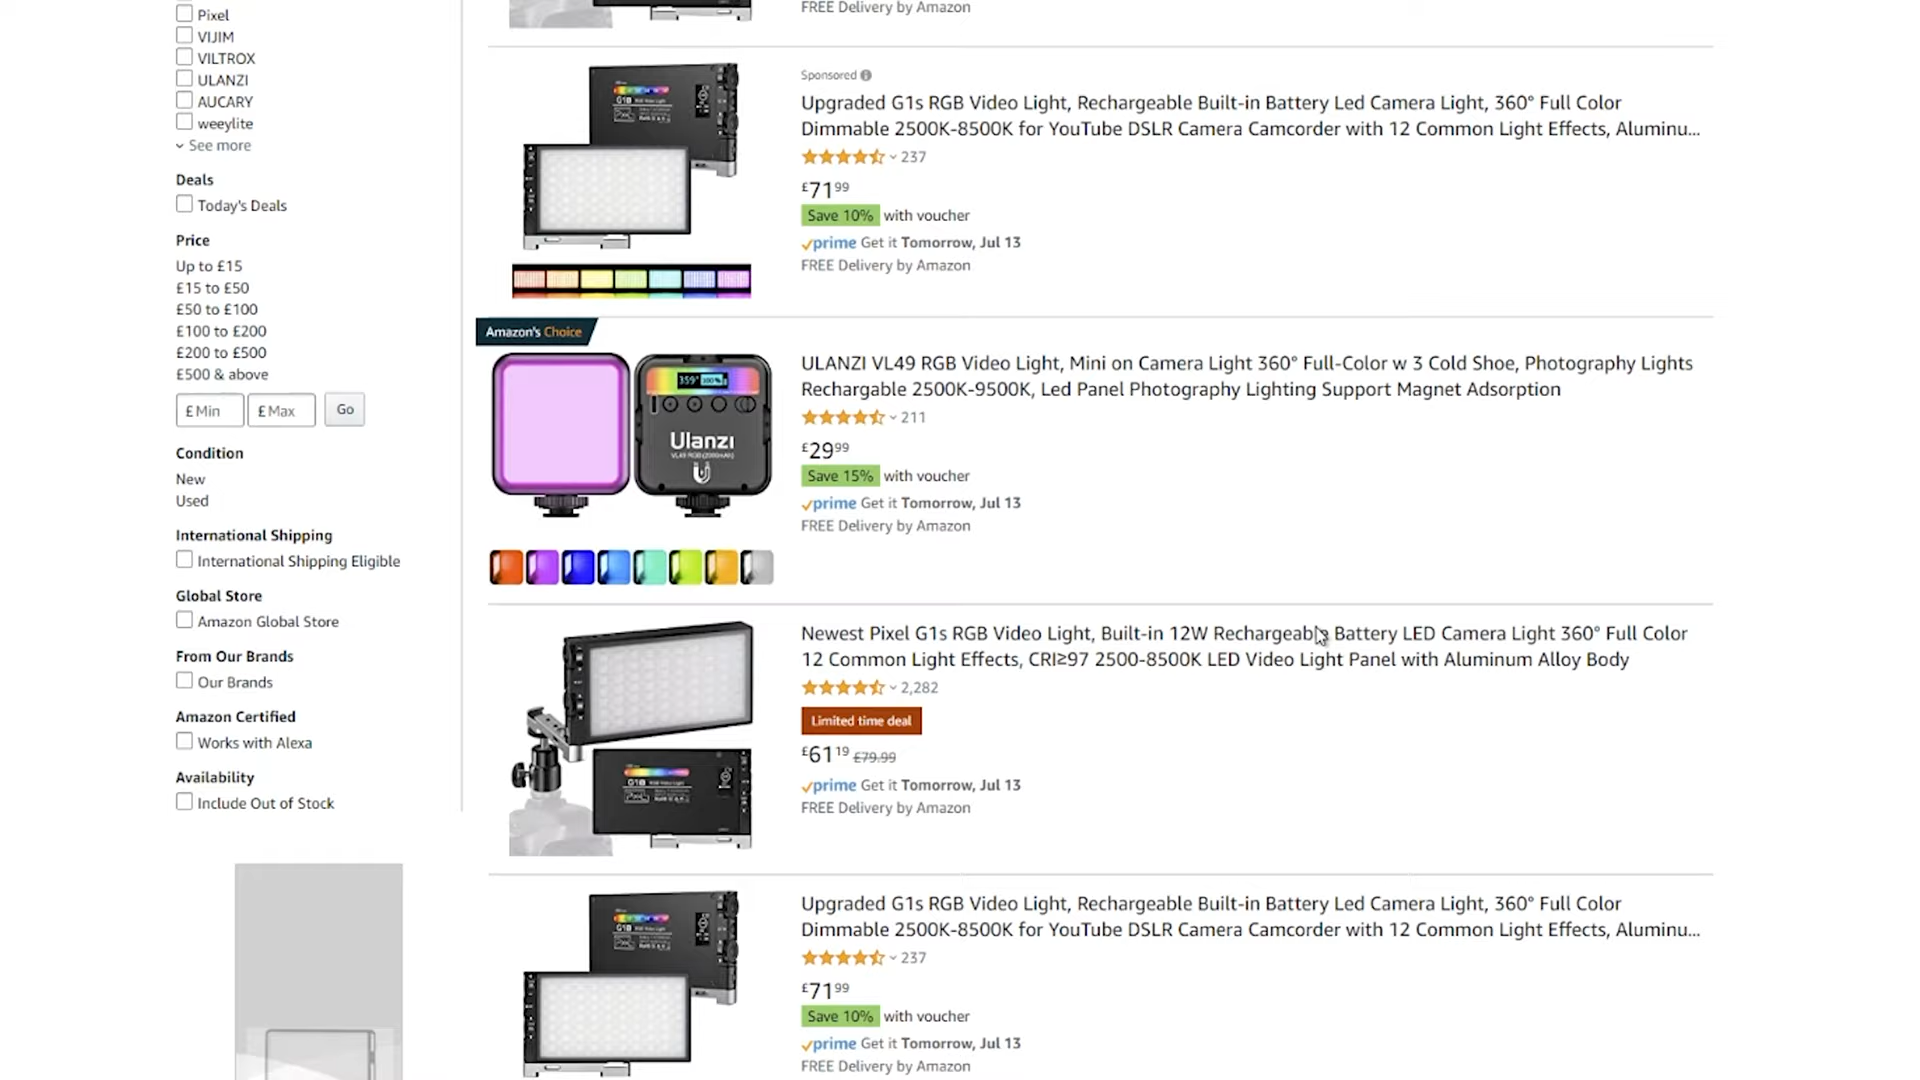 Pixel
VIJIM
VILTROX
ULANZI
AUCARY
weeylite
See more
Deals
Today's Deals
Price
Up to £15
£15 to £50
£50 to £100
£100 to £200
£200 to £500
£500 & above
£ Min £ Max Go
Condition
New
Used
International Shipping
International Shipping Eligible
Global Store
Amazon Global Store
From Our Brands
Our Brands
Amazon Certified
Works with Alexa
Availability
Include Out of Stock
FREE Delivery by Amazon
Sponsored
Upgraded G1s RGB Video Light, Rechargeable Built-in Battery Led Camera Light, 360° Full Color
Dimmable 2500K-8500K for YouTube DSLR Camera Camcorder with 12 Common Light Effects, Aluminu...
237
£71 99
Save 10% with voucher
prime Get it Tomorrow, Jul 13
FREE Delivery by Amazon
Amazon's Choice
359° 100%
Ulanzi
VL49 RGB (2000mAh)
ULANZI VL49 RGB Video Light, Mini on Camera Light 360° Full-Color w 3 Cold Shoe, Photography Lights
Rechargable 2500K-9500K, Led Panel Photography Lighting Support Magnet Adsorption
211
£29 99
Save 15% with voucher
prime Get it Tomorrow, Jul 13
FREE Delivery by Amazon
Newest Pixel G1s RGB Video Light, Built-in 12W Rechargeable Battery LED Camera Light 360° Full Color
12 Common Light Effects, CRI≥97 2500-8500K LED Video Light Panel with Aluminum Alloy Body
2,282
Limited time deal
£61 19 £79.99
prime Get it Tomorrow, Jul 13
FREE Delivery by Amazon
Upgraded G1s RGB Video Light, Rechargeable Built-in Battery Led Camera Light, 360° Full Color
Dimmable 2500K-8500K for YouTube DSLR Camera Camcorder with 12 Common Light Effects, Aluminu...
237
£71 99
Save 10% with voucher
prime Get it Tomorrow, Jul 13
FREE Delivery by Amazon